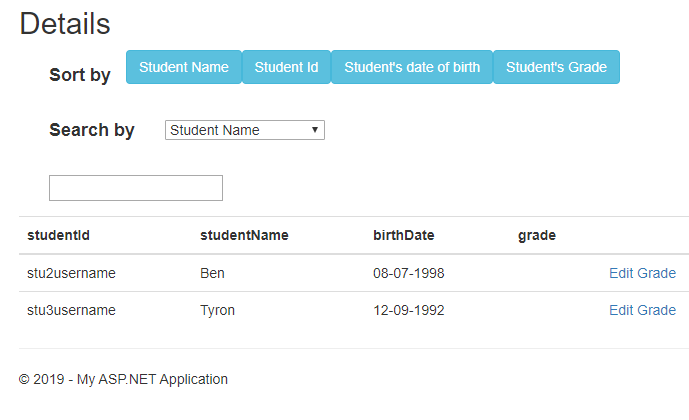 Details
Sort by Student Name Student Id Student's date of birth Student's Grade
Search by Student Name
studentId studentName birthDate grade
stu2username Ben 08-07-1998 Edit Grade
stu3username Tyron 12-09-1992 Edit Grade
© 2019 - My ASP.NET Application